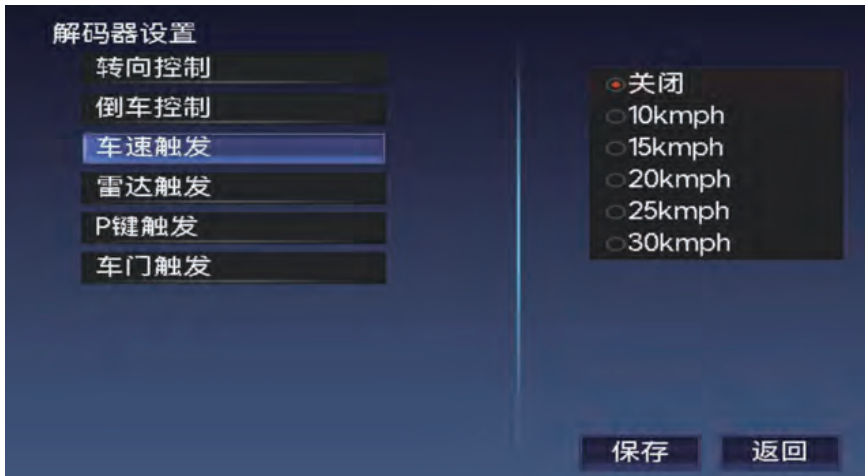 解码器设置
转向控制
倒车控制
车速触发
雷达触发
P键触发
车门触发
关闭
10kmph
15kmph
20kmph
25kmph
30kmph
保存
返回